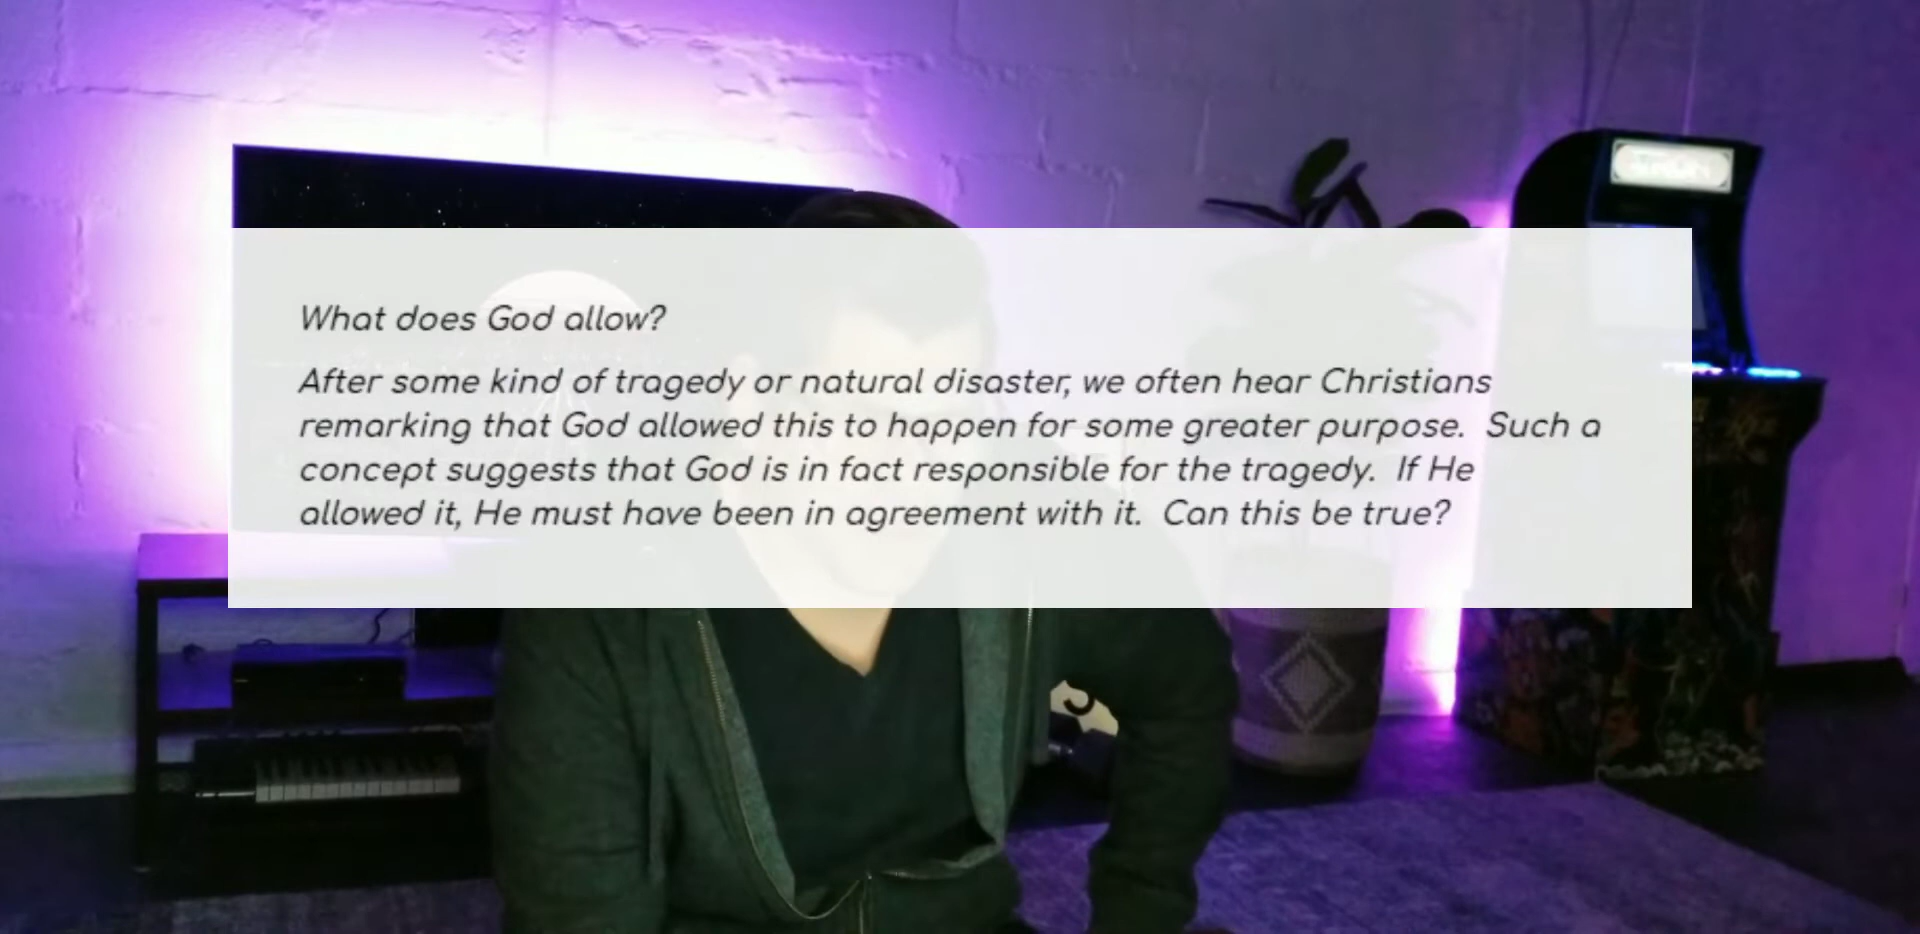 What does God allow?
After some kind of tragedy or natural disaster, we often hear Christians
remarking that God allowed this to happen for some greater purpose.  Such a
concept suggests that God is in fact responsible for the tragedy.  If He
allowed it, He must have been in agreement with it.  Can this be true?